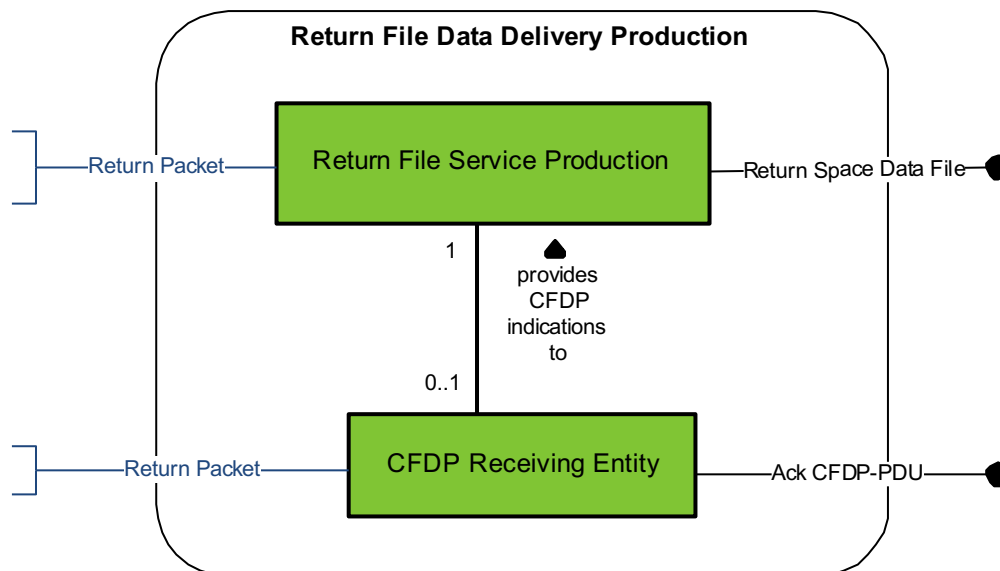 Return File Data Delivery Production
Return File Service Production
Return Packet
Return Space Data File
1
provides
CFDP
indications
to
0..1
CFDP Receiving Entity
Return Packet
Ack CFDP-PDU